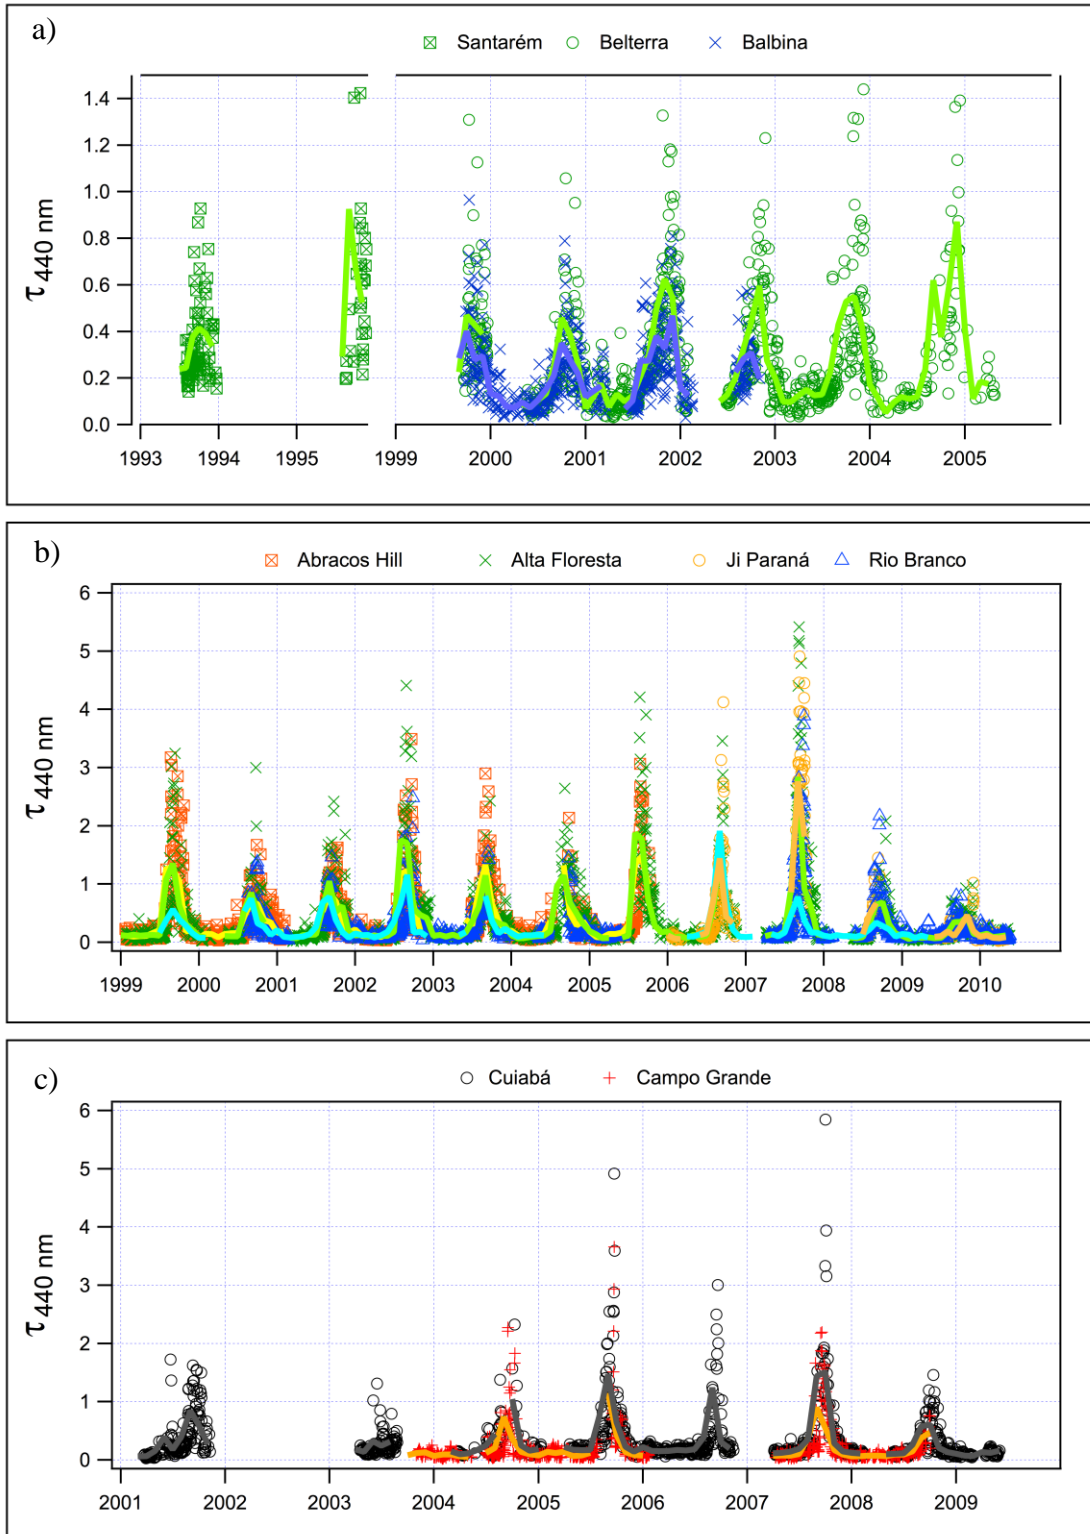 a)
Santarém Belterra Balbina
1.4
1.2
1.0
0.8
0.6
0.4
0.2
0.0
τ440 nm
1993 1994 1995 1999 2000 2001 2002 2003 2004 2005
b)
Abracos Hill Alta Floresta Ji Paraná Rio Branco
6
5
4
3
2
1
0
τ440 nm
1999 2000 2001 2002 2003 2004 2005 2006 2007 2008 2009 2010
c)
Cuiabá Campo Grande
6
5
4
3
2
1
0
τ440 nm
2001 2002 2003 2004 2005 2006 2007 2008 2009